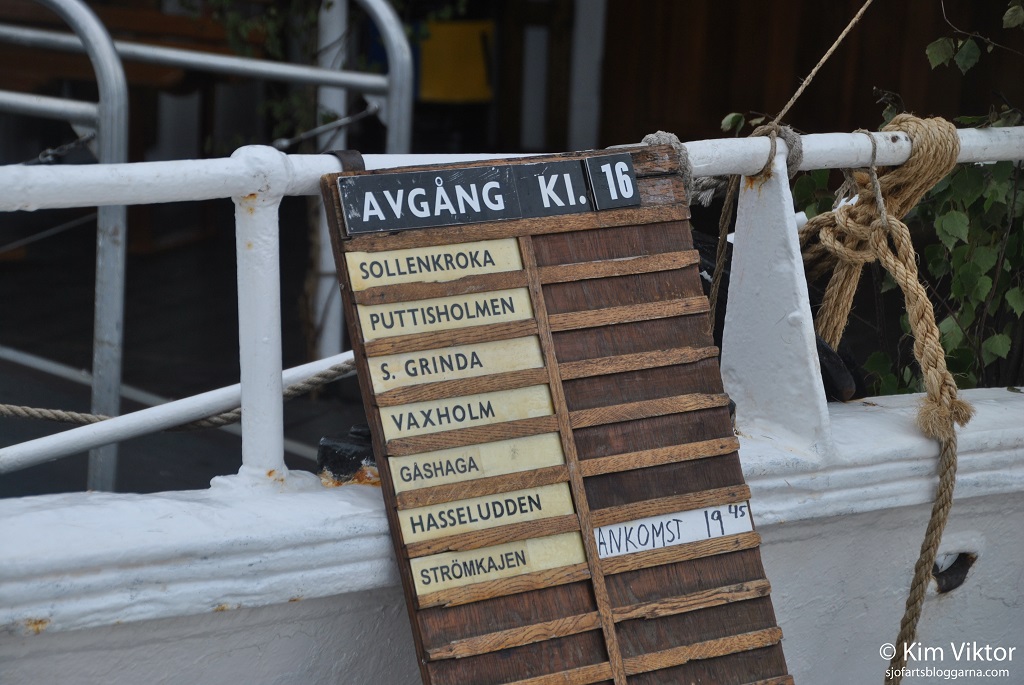 AVGÅNG KL. 16
SOLLENKROKA
PUTTISHOLMEN
S. GRINDA
VAXHOLM
GÅSHAGA
HASSELUDDEN
ANKOMST 19 45
STRÖMKAJEN
© Kim Viktor
sjofartsbloggarna.com